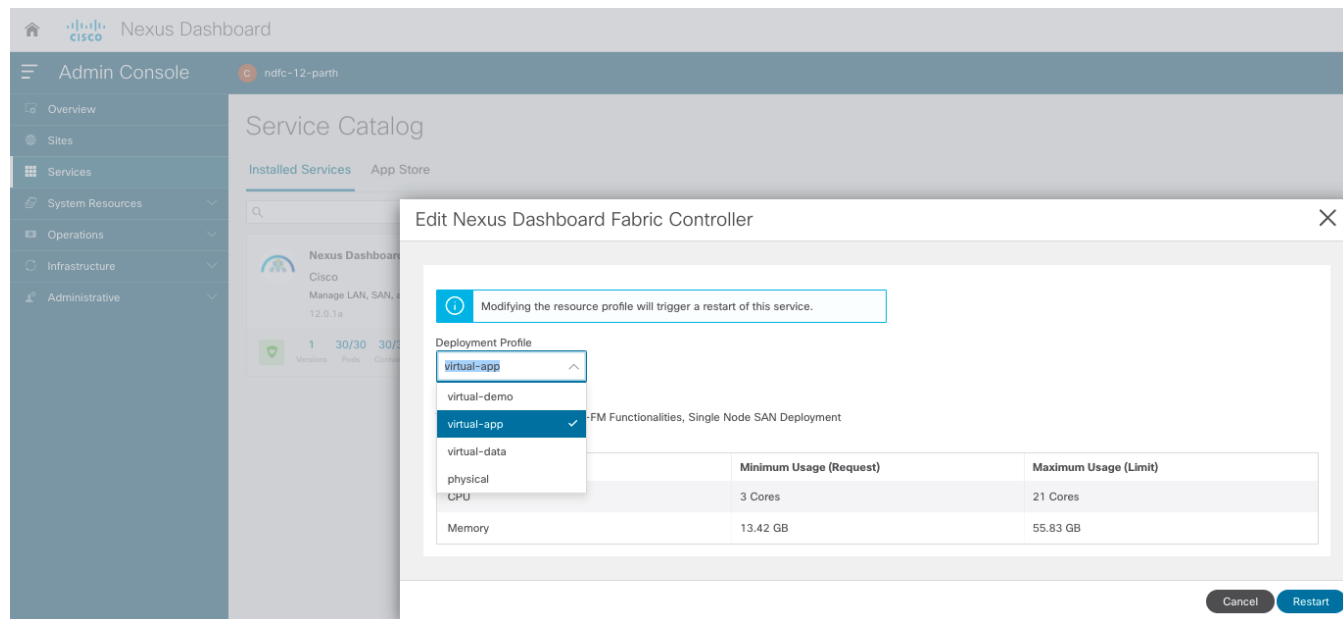 CISCO Nexus Dashboard
Admin Console
C ndfc-12-parth
Overview
Sites
Services
System Resources
Operations
Infrastructure
Administrative
Service Catalog
Installed Services App Store
Nexus Dashboard
Cisco
Manage LAN, SAN,
12.0.1a
1 30/30 30/3
Versions Pods
Edit Nexus Dashboard Fabric Controller
Modifying the resource profile will trigger a restart of this service.
Deployment Profile
virtual-app
virtual-demo
virtual-app
virtual-data
physical
-FM Functionalities, Single Node SAN Deployment
Minimum Usage (Request) Maximum Usage (Limit)
CPU 3 Cores 21 Cores
Memory 13.42 GB 55.83 GB
Cancel Restart